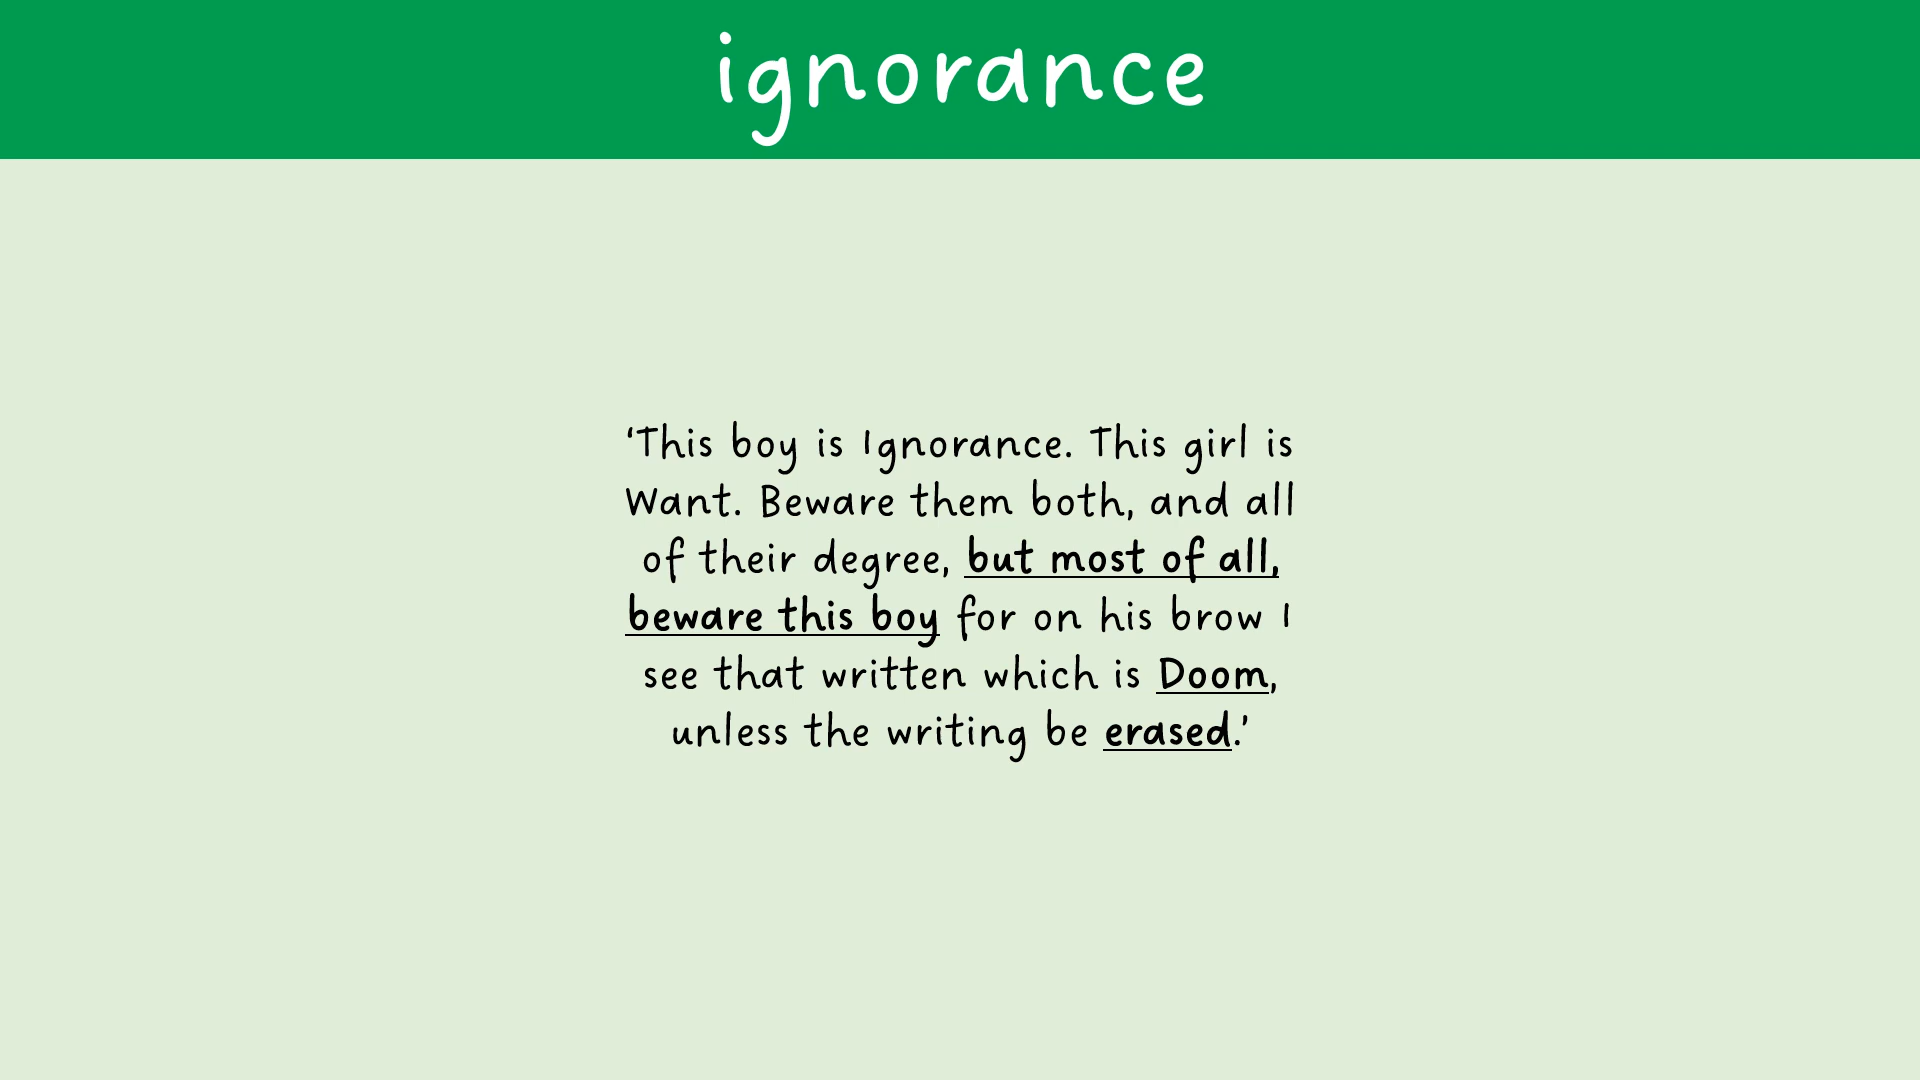 ignorance
‘This boy is Ignorance. This girl is
Want. Beware them both, and all
of their degree, but most of all,
beware this boy for on his brow I
see that written which is Doom,
unless the writing be erased.’